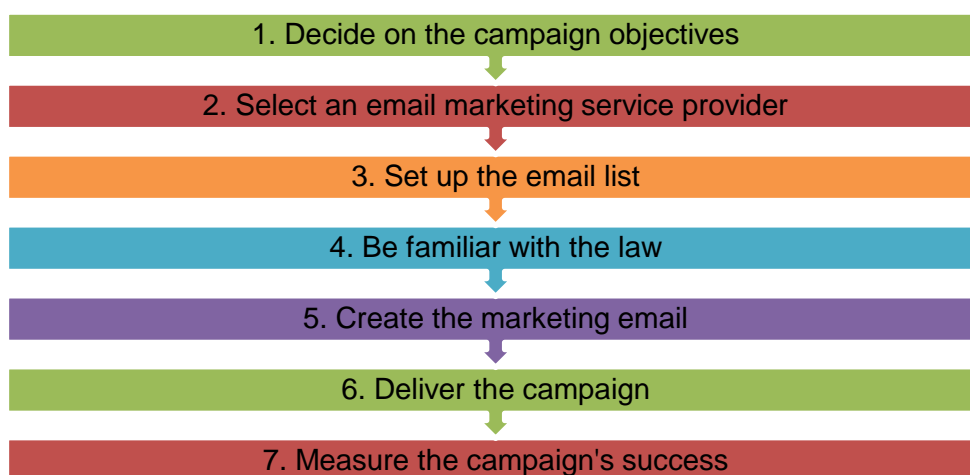 1. Decide on the campaign objectives
2. Select an email marketing service provider
3. Set up the email list
4. Be familiar with the law
5. Create the marketing email
6. Deliver the campaign
7. Measure the campaign's success